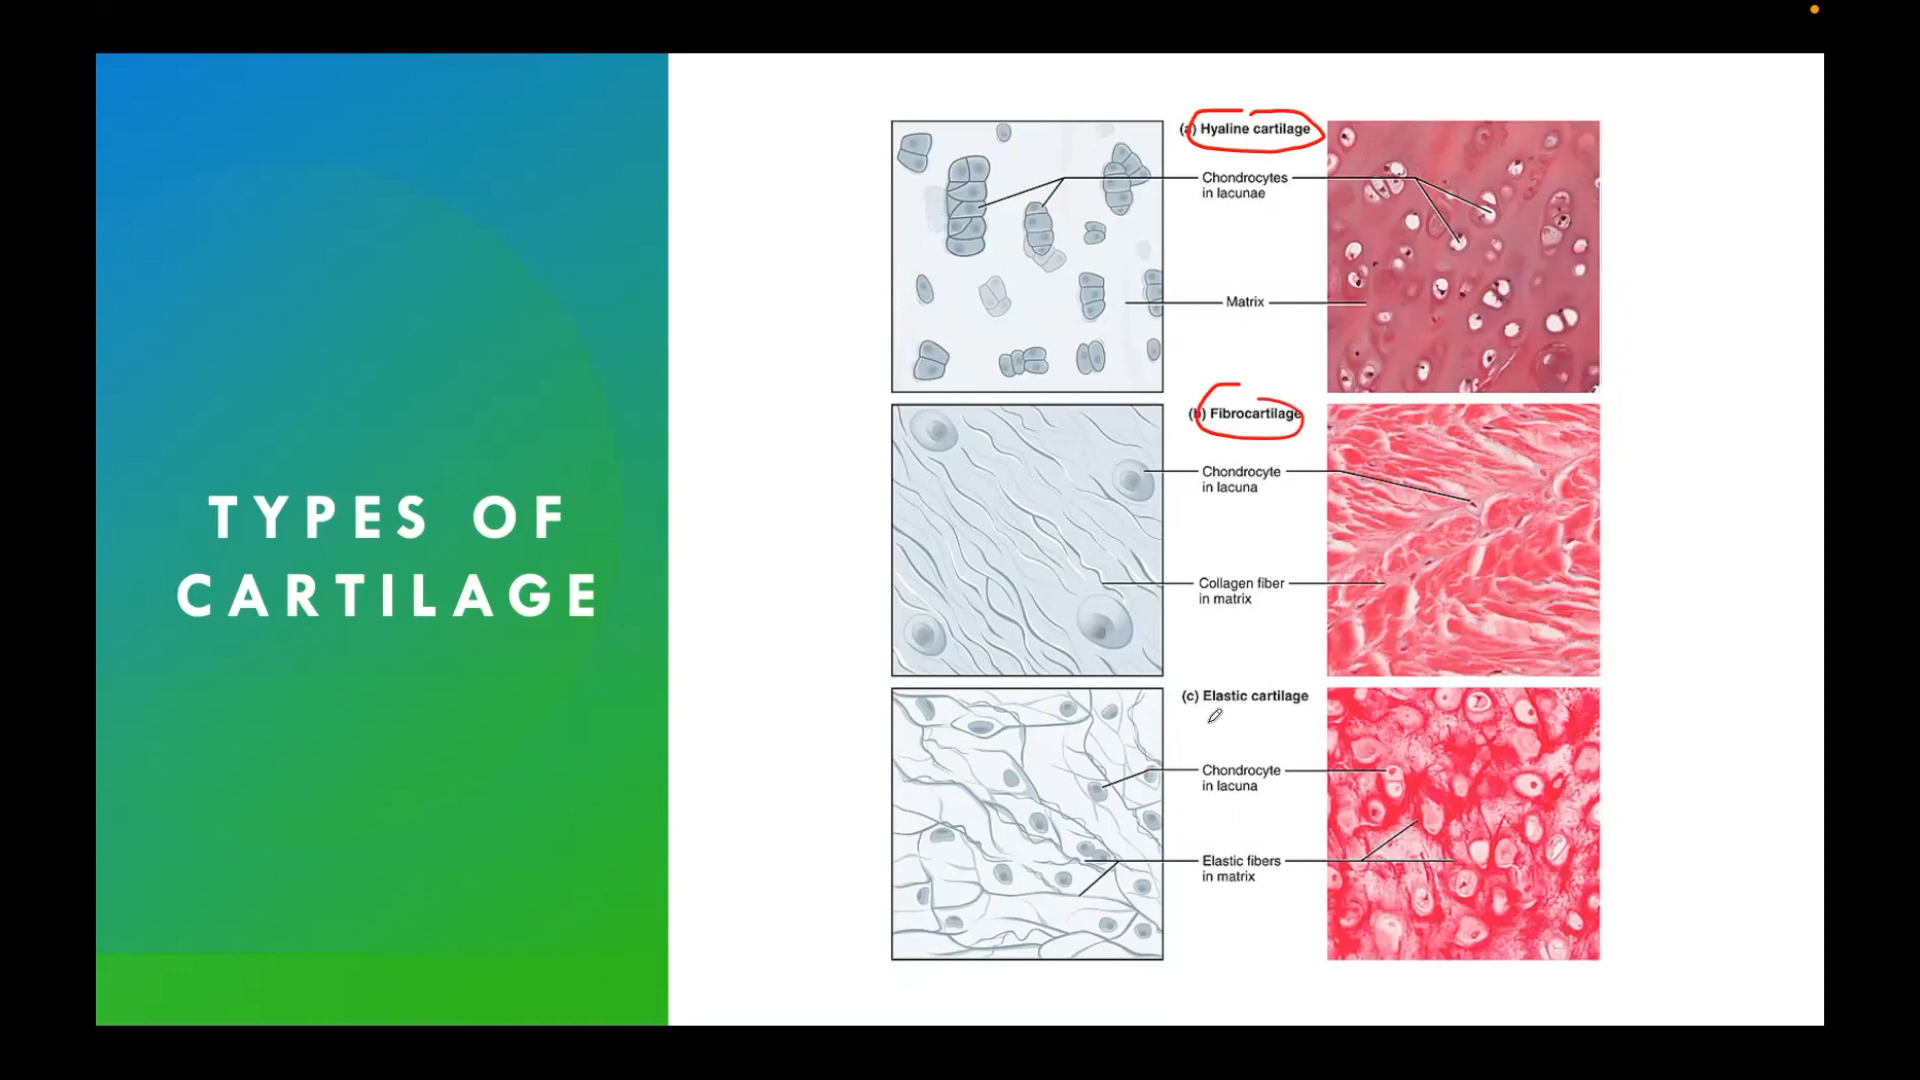 TYPES OF
CARTILAGE
(a) Hyaline cartilage
Chondrocytes
in lacunae
Matrix
(b) Fibrocartilage
Chondrocyte
in lacuna
Collagen fiber
in matrix
(c) Elastic cartilage
Chondrocyte
in lacuna
Elastic fibers
in matrix